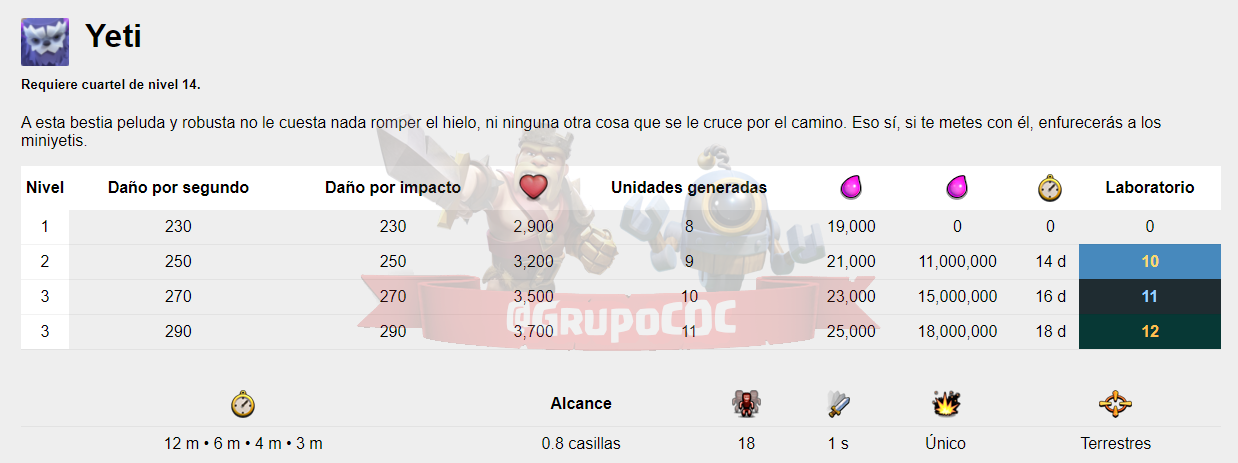 Yeti
Requiere cuartel de nivel 14.
A esta bestia peluda y robusta no le cuesta nada romper el hielo, ni ninguna otra cosa que se le cruce por el camino. Eso sí, si te metes con él, enfurecerás a los
miniyetis.
Nivel Daño por segundo Daño por impacto Unidades generadas Laboratorio
1 230 230 2,900 8 19,000 0 0 0
2 250 250 3,200 9 21,000 11,000,000 14 d 10
3 270 270 3,500 10 23,000 15,000,000 16 d 11
3 290 290 3,700 11 25,000 18,000,000 18 d 12
@GRUPOCDC
Alcance
12 m • 6 m • 4 m • 3 m 0.8 casillas 18 1 s Único Terrestres